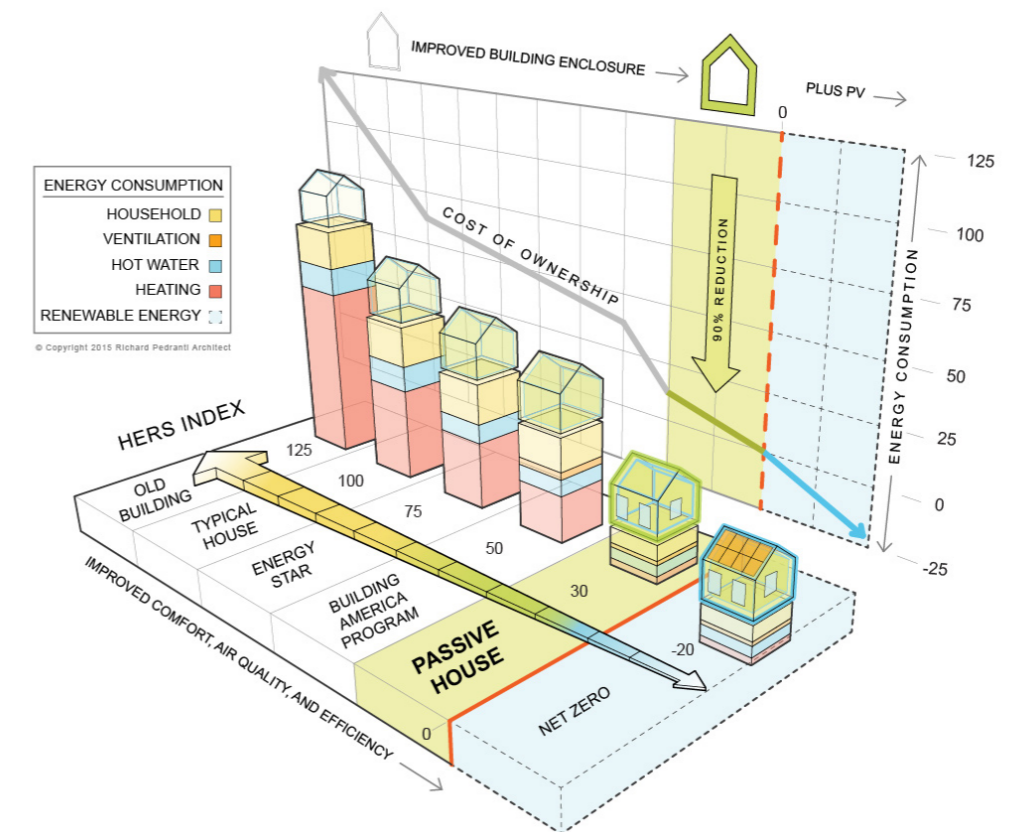 IMPROVED BUILDING ENCLOSURE
PLUS PV
0
125
100
75
50
25
0
-25
ENERGY CONSUMPTION
ENERGY CONSUMPTION
HOUSEHOLD
VENTILATION
HOT WATER
HEATING
RENEWABLE ENERGY
© Copyright 2015 Richard Pedranti Architect
COST OF OWNERSHIP
90% REDUCTION
HERS INDEX
125
100
75
50
30
-20
0
OLD
BUILDING
TYPICAL
HOUSE
ENERGY
STAR
BUILDING
AMERICA
PROGRAM
PASSIVE
HOUSE
NET ZERO
IMPROVED COMFORT, AIR QUALITY, AND EFFICIENCY